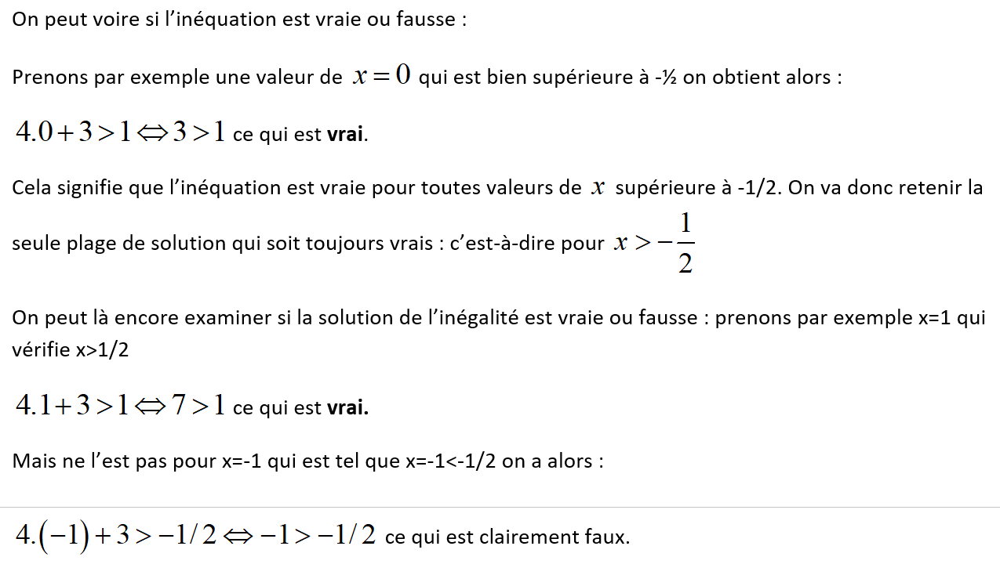 On peut voire si l’inéquation est vraie ou fausse :
Prenons par exemple une valeur de x = 0 qui est bien supérieure à -½ on obtient alors :
4.0 + 3 > 1 ⇔ 3 > 1 ce qui est vrai.
Cela signifie que l’inéquation est vraie pour toutes valeurs de x supérieure à -1/2. On va donc retenir la
seule plage de solution qui soit toujours vrais : c’est-à-dire pour x > −1/2
On peut là encore examiner si la solution de l’inégalité est vraie ou fausse : prenons par exemple x=1 qui
vérifie x>1/2
4.1 + 3 > 1 ⇔ 7 > 1 ce qui est vrai.
Mais ne l’est pas pour x=-1 qui est tel que x=-1<-1/2 on a alors :
4.(−1) + 3 > −1/2 ⇔ −1 > −1/2 ce qui est clairement faux.